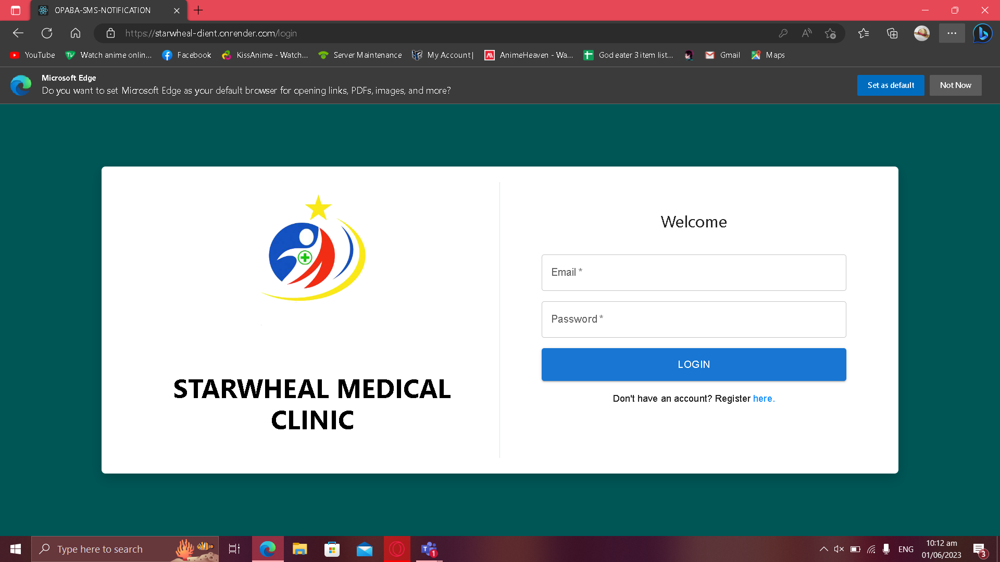 OPABA-SMS-NOTIFICATION
https://starwheal-client.onrender.com/login
YouTube
Watch anime onlin...
Facebook
KissAnime - Watch...
Server Maintenance
My Account |
AnimeHeaven - Wa...
God eater 3 item list...
Gmail
Maps
Microsoft Edge
Do you want to set Microsoft Edge as your default browser for opening links, PDFs, images, and more?
Set as default
Not Now
STARWHEAL MEDICAL
CLINIC
Welcome
Email *
Password *
LOGIN
Don't have an account? Register here.
Type here to search
1
ENG
10:12 am
01/06/2023
3